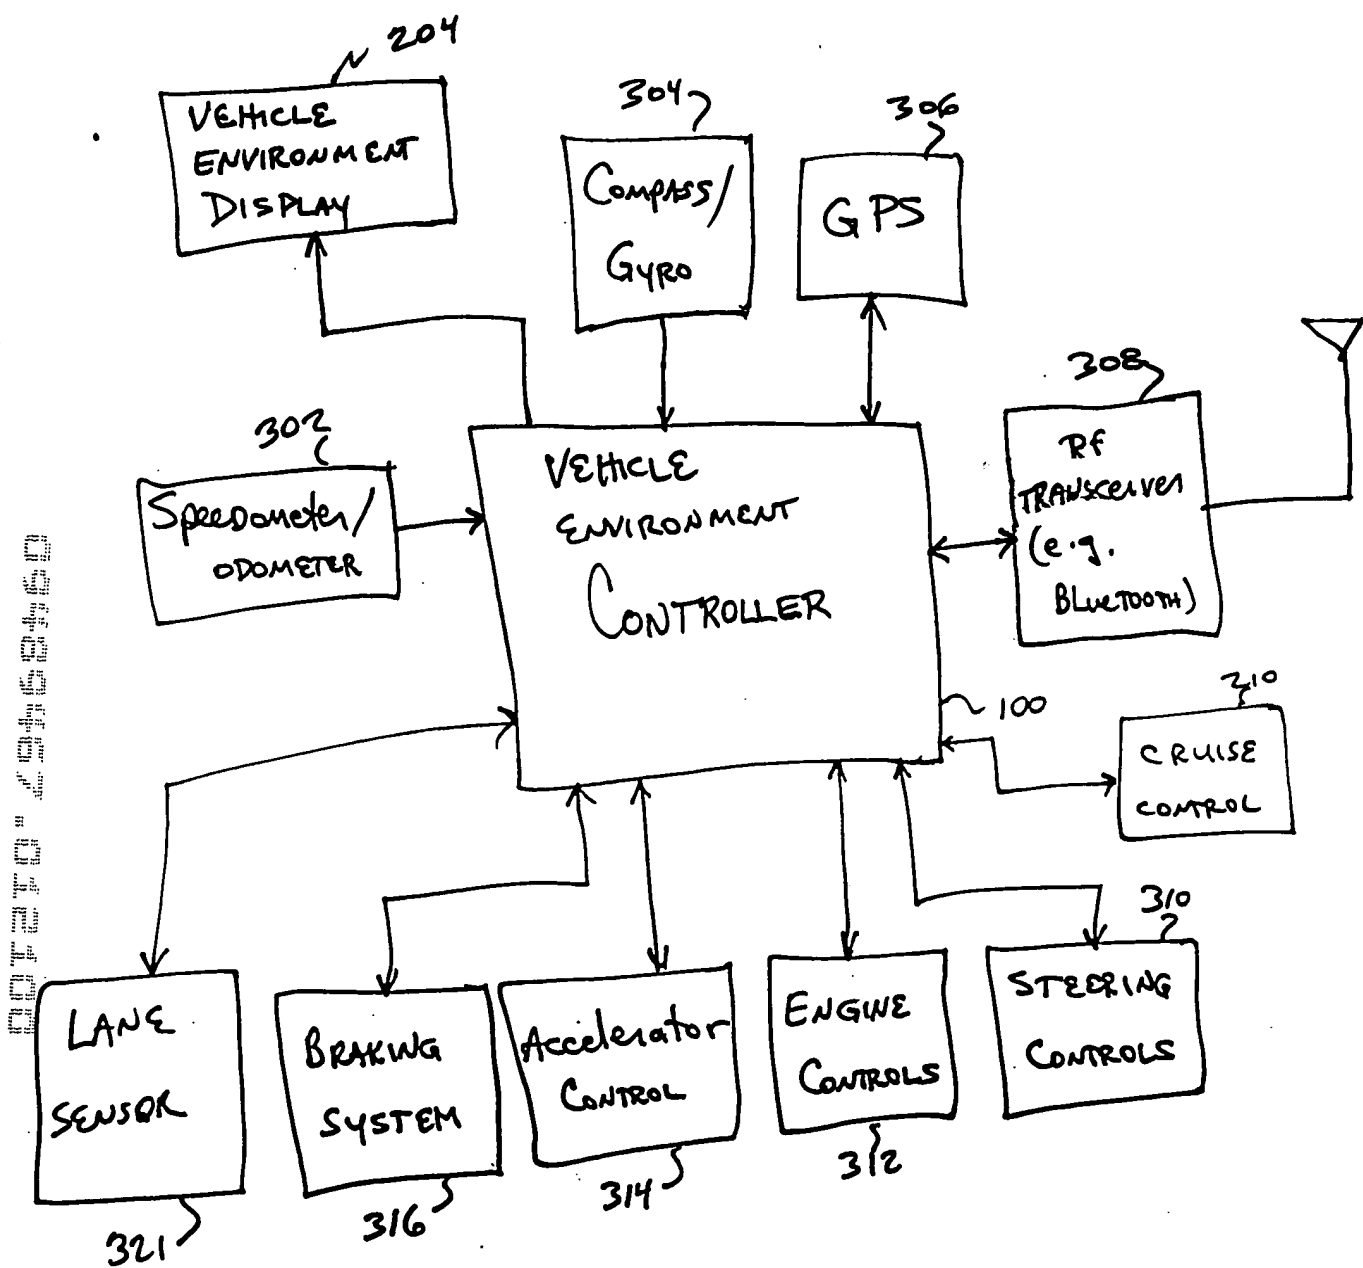 204
VEHICLE
ENVIRONMENT
DISPLAY
304
COMPASS/
GYRO
306
GPS
308
RF
TRANSCEIVER
(e.g.
BLUETOOTH)
302
Speedometer/
ODOMETER
VEHICLE
ENVIRONMENT
CONTROLLER
100
210
CRUISE
CONTROL
LANE
SENSOR
321
BRAKING
SYSTEM
316
Accelerator
CONTROL
314
ENGINE
CONTROLS
312
310
STEERING
CONTROLS